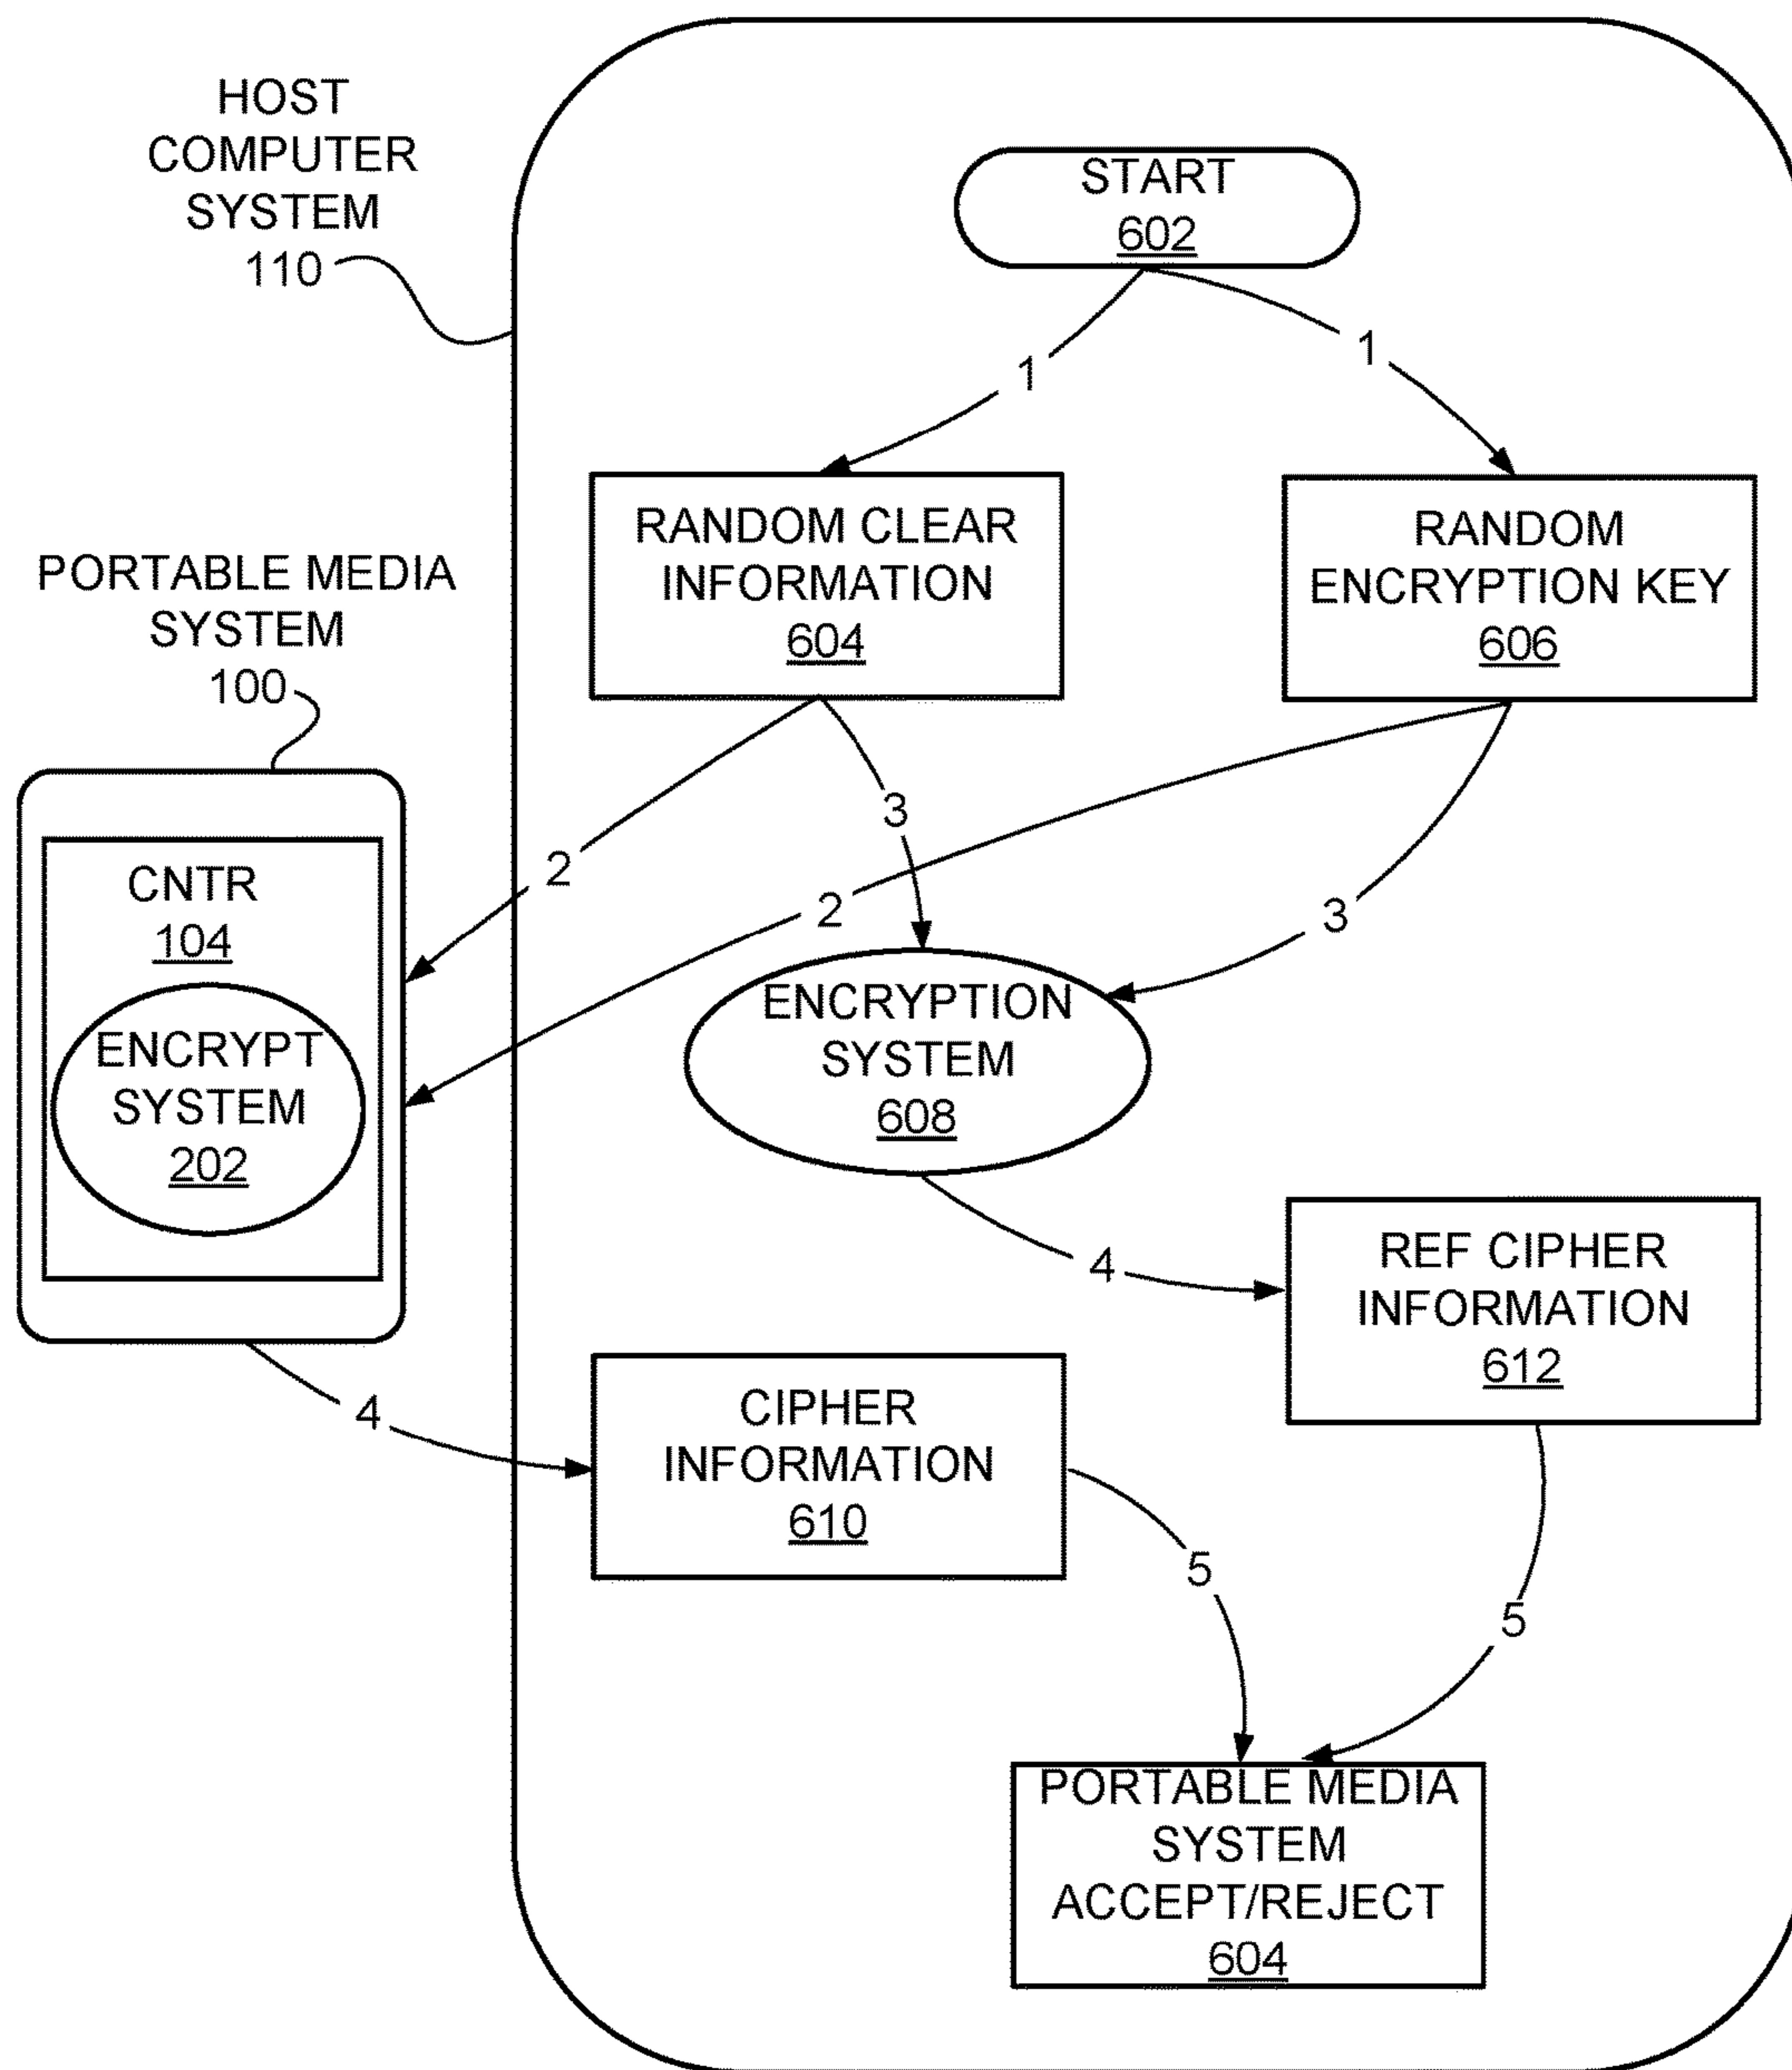 HOST
COMPUTER
SYSTEM
110
START
602
1
1
RANDOM CLEAR
INFORMATION
604
RANDOM
ENCRYPTION KEY
606
PORTABLE MEDIA
SYSTEM
100
2
3
2
3
CNTR
104
ENCRYPT
SYSTEM
202
ENCRYPTION
SYSTEM
608
4
REF CIPHER
INFORMATION
612
4
CIPHER
INFORMATION
610
5
5
PORTABLE MEDIA
SYSTEM
ACCEPT/REJECT
604